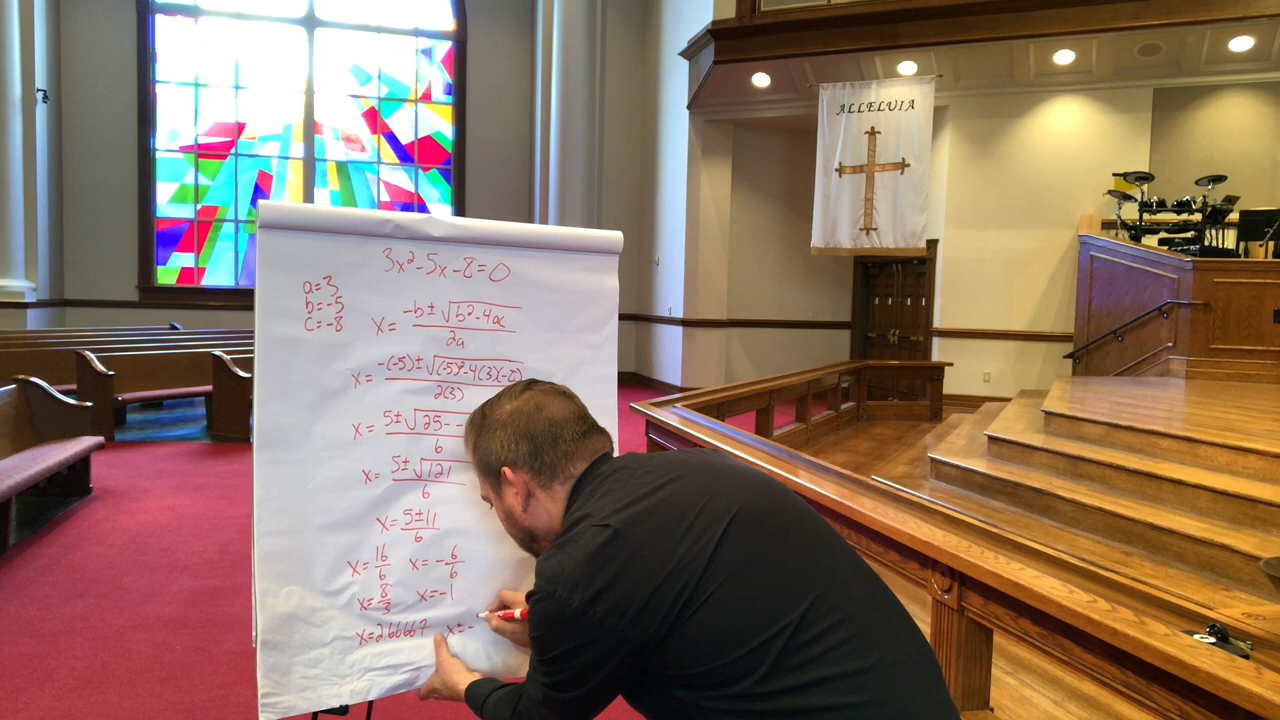 ALLELUIA
3x²-5x-8=0
a=3
b=-5
c=-8
x= -b±√b²-4ac / 2a
x= -(-5)±√(-5)²-4(3)(-8) / 2(3)
x= 5±√25-- / 6
x= 5±√121 / 6
x= 5±11 / 6
x= 16/6 x= -6/6
x= 8/3 x=-1
x=2.66667 x=-